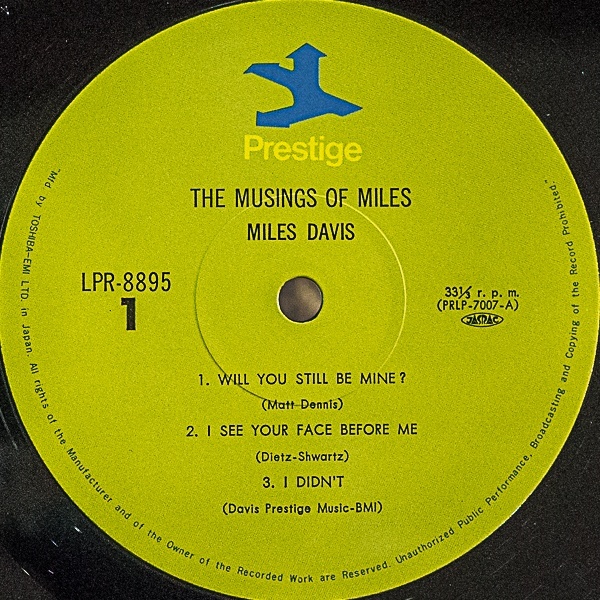 Prestige
THE MUSINGS OF MILES
MILES DAVIS
LPR-8895
1
33⅓ r. p. m.
(PRLP-7007-A)
JASRAC
1. WILL YOU STILL BE MINE?
(Matt Dennis)
2. I SEE YOUR FACE BEFORE ME
(Dietz-Shwartz)
3. I DIDN'T
(Davis Prestige Music-BMI)
"Mfd by TOSHIBA-EMI LTD. in Japan. All rights of the Manufacturer and of the Owner of the Recorded Work are Reserved. Unauthorized Public Performance, Broadcasting and Copying of the Record Prohibited."